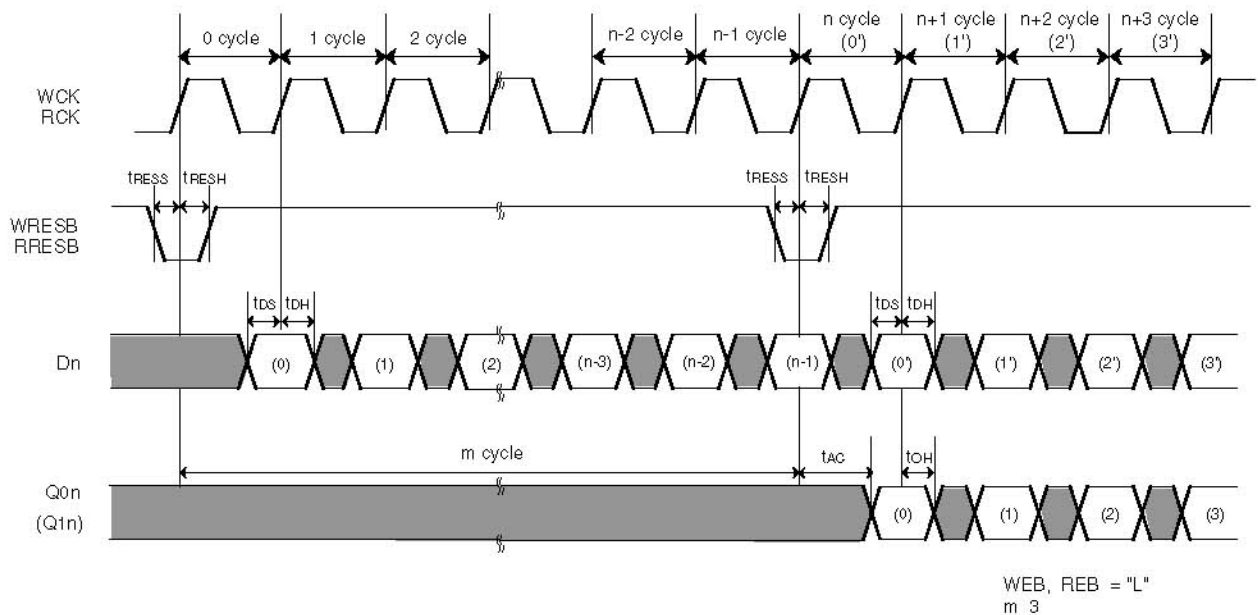 0 cycle
1 cycle
2 cycle
n-2 cycle
n-1 cycle
n cycle
(0')
n+1 cycle
(1')
n+2 cycle
(2')
n+3 cycle
(3')
WCK
RCK
tRESS
tRESH
tRESS
tRESH
WRESB
RRESB
tDS
tDH
tDS
tDH
Dn
(0)
(1)
(2)
(n-3)
(n-2)
(n-1)
(0')
(1')
(2')
(3')
m cycle
tAC
tOH
Q0n
(Q1n)
(0)
(1)
(2)
(3)
WEB, REB = "L"
m 3